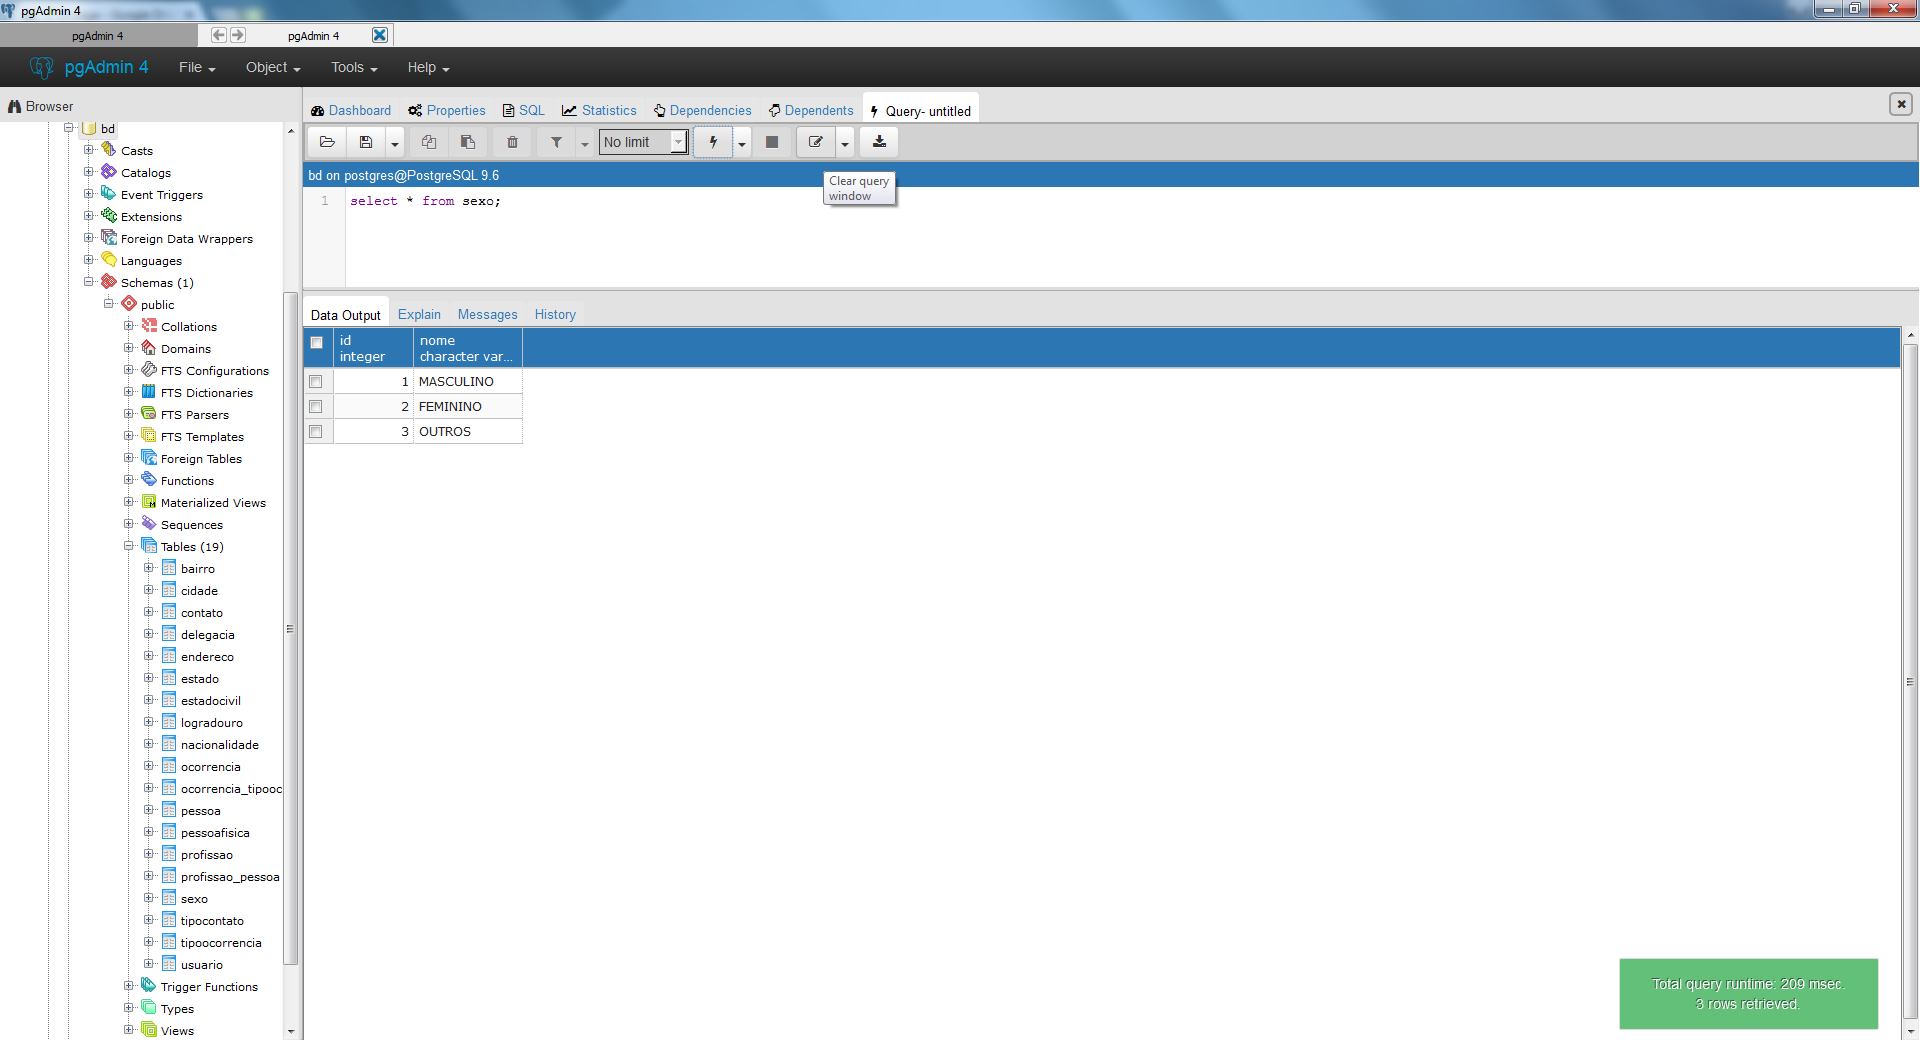 pgAdmin 4
pgAdmin 4
pgAdmin 4
pgAdmin 4
File
Object
Tools
Help
Browser
Dashboard
Properties
SQL
Statistics
Dependencies
Dependents
Query- untitled
No limit
bd on postgres@PostgreSQL 9.6
Clear query
window
1
select * from sexo;
Data Output
Explain
Messages
History
id
integer
nome
character var...
1 MASCULINO
2 FEMININO
3 OUTROS
bd
Casts
Catalogs
Event Triggers
Extensions
Foreign Data Wrappers
Languages
Schemas (1)
public
Collations
Domains
FTS Configurations
FTS Dictionaries
FTS Parsers
FTS Templates
Foreign Tables
Functions
Materialized Views
Sequences
Tables (19)
bairro
cidade
contato
delegacia
endereco
estado
estadocivil
logradouro
nacionalidade
ocorrencia
ocorrencia_tipooc
pessoa
pessoafisica
profissao
profissao_pessoa
sexo
tipocontato
tipoocorrencia
usuario
Trigger Functions
Types
Views
Total query runtime: 209 msec.
3 rows retrieved.